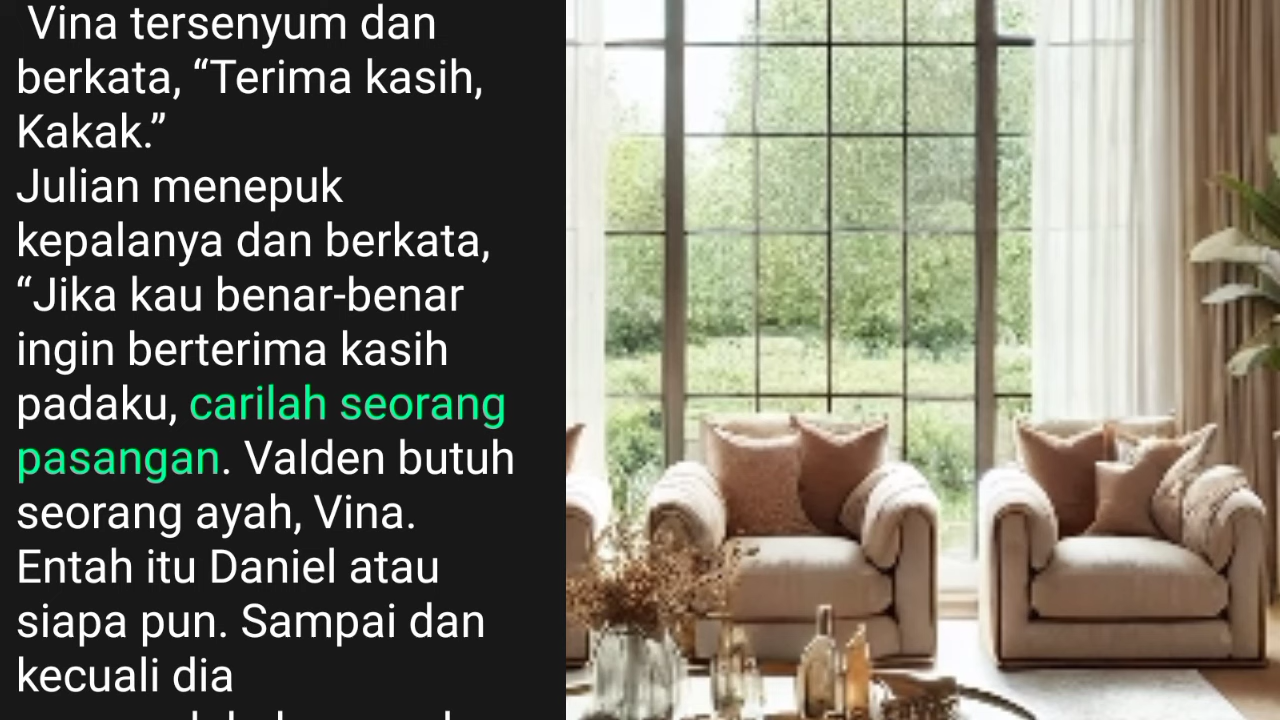 Vina tersenyum dan
berkata, “Terima kasih,
Kakak.”
Julian menepuk
kepalanya dan berkata,
“Jika kau benar-benar
ingin berterima kasih
padaku, carilah seorang
pasangan. Valden butuh
seorang ayah, Vina.
Entah itu Daniel atau
siapa pun. Sampai dan
kecuali dia